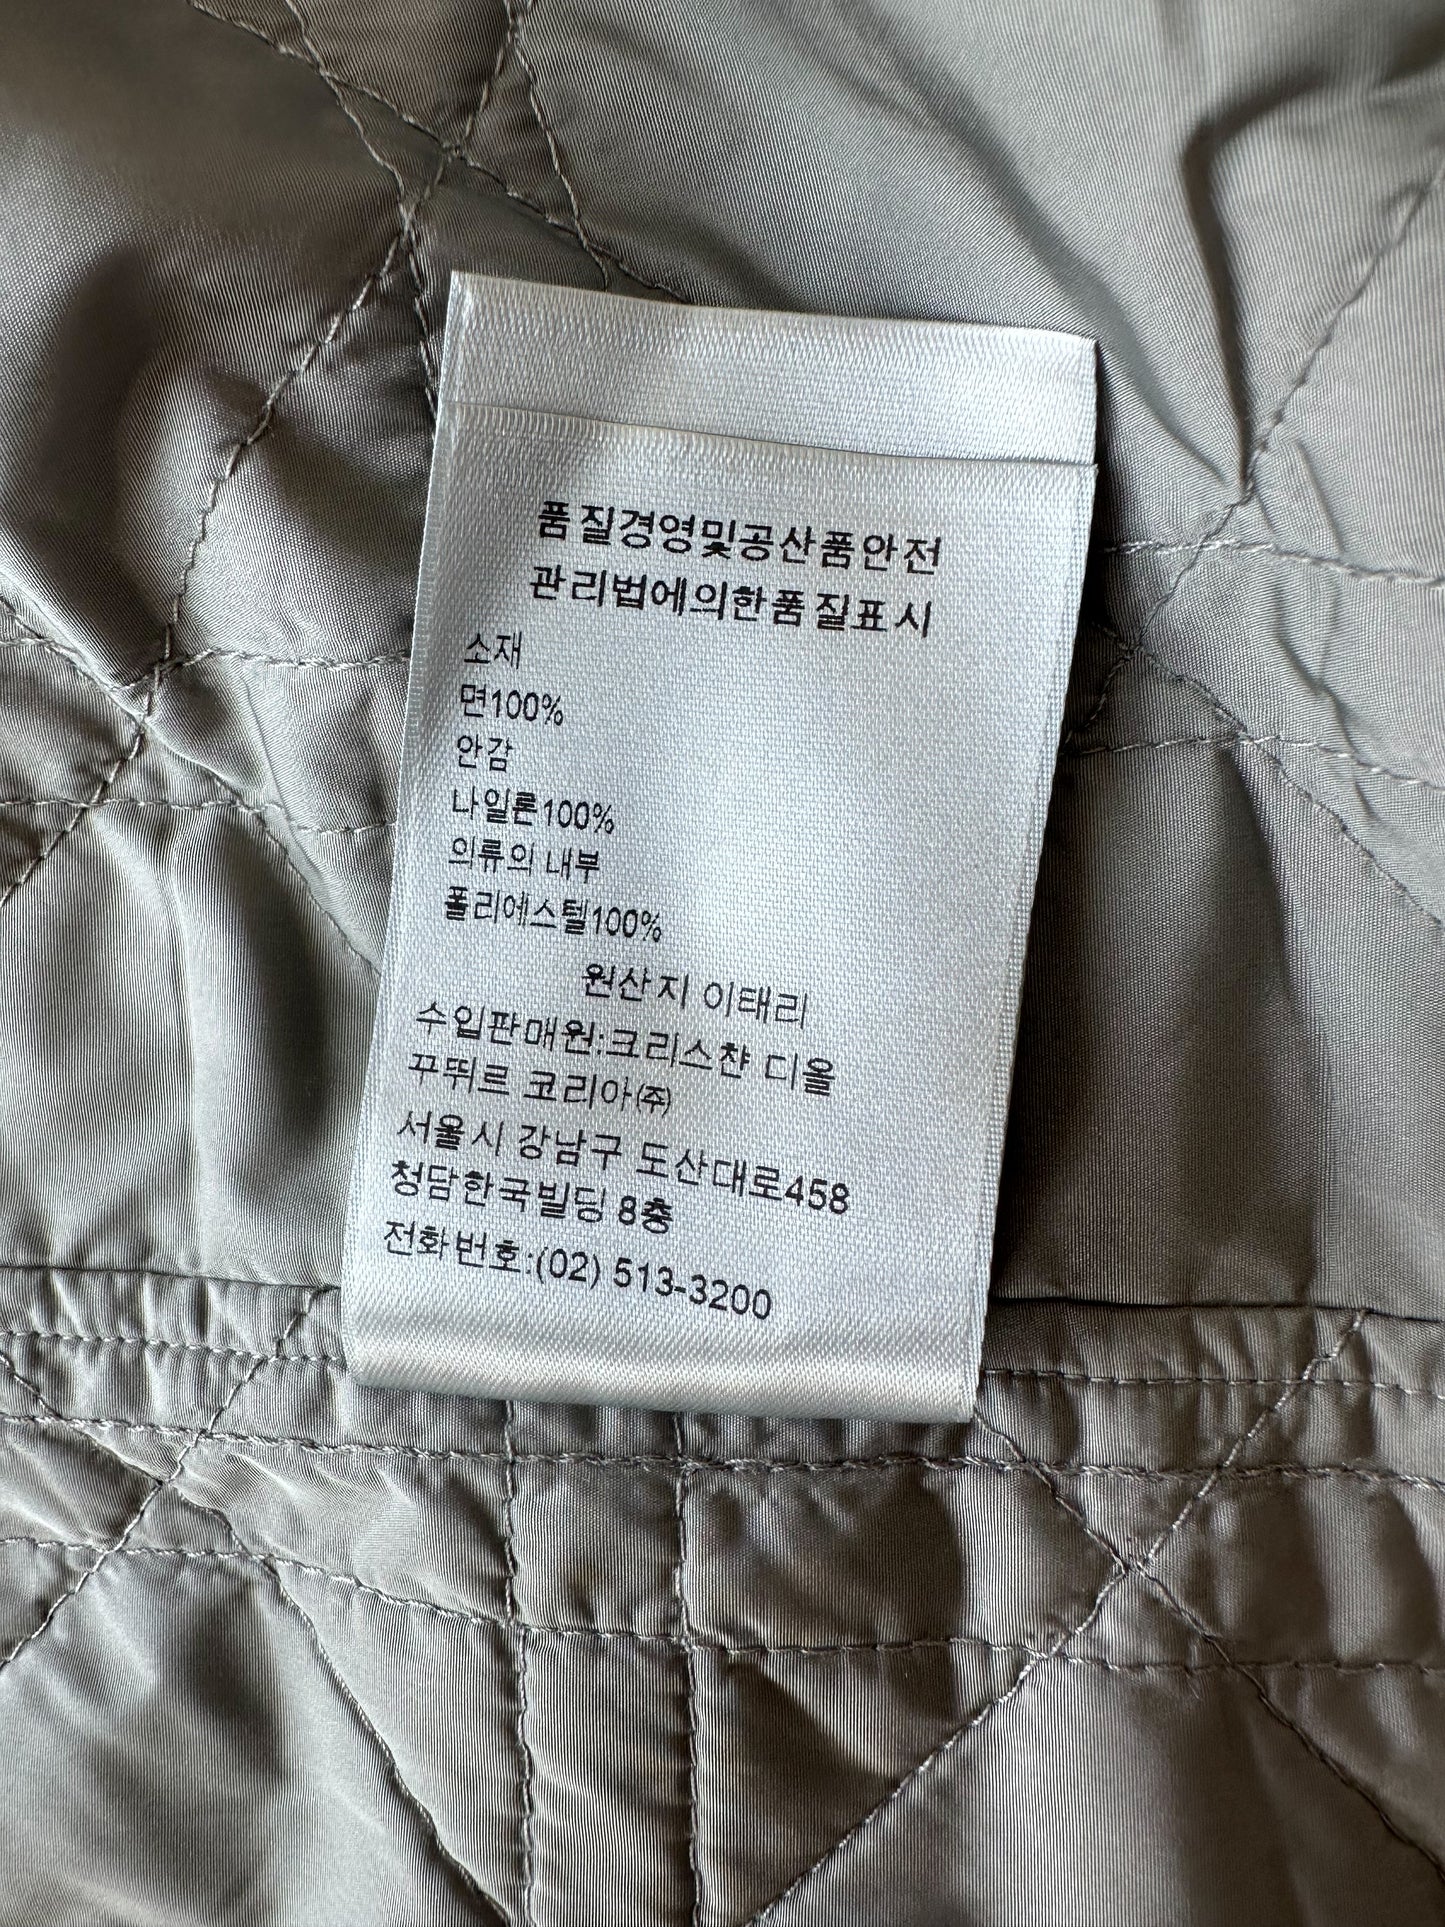 품질경영및공산품안전
관리법에의한품질표시
소재
면100%
안감
나일론100%
의류의 내부
폴리에스텔100%
원산지 이태리
수입판매원:크리스챤 디올
꾸뛰르 코리아㈜
서울시 강남구 도산대로458
청담한국빌딩 8층
전화번호:(02) 513-3200